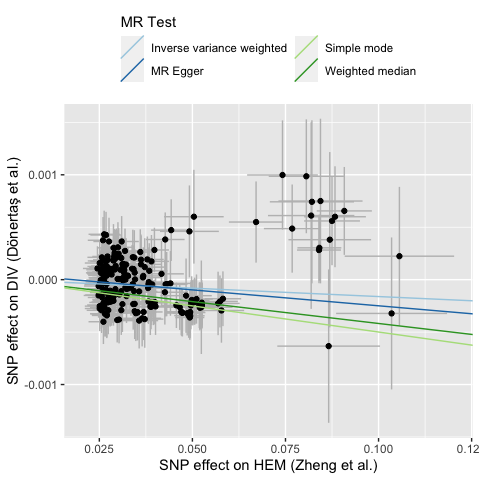 MR Test
Inverse variance weighted
Simple mode
MR Egger
Weighted median
SNP effect on DIV (Dönertaş et al.)
0.001
0.000
-0.001
0.025
0.050
0.075
0.100
0.12
SNP effect on HEM (Zheng et al.)